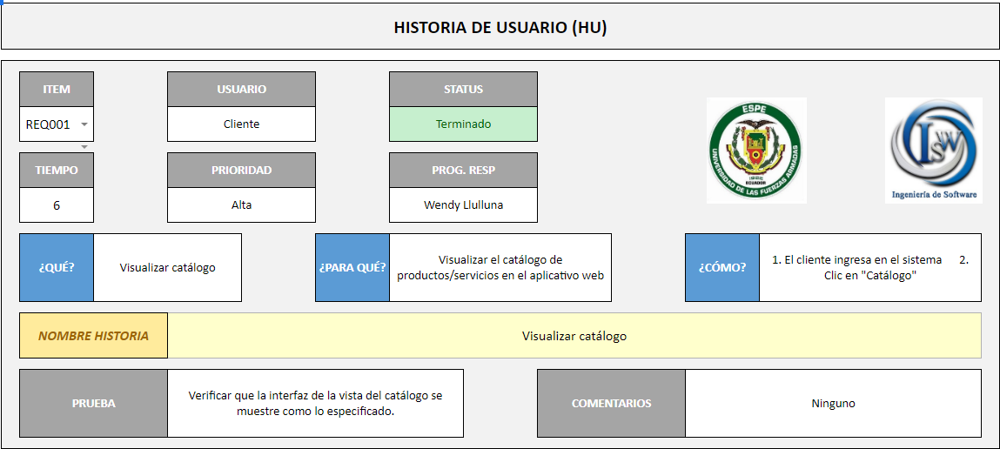 HISTORIA DE USUARIO (HU)
ITEM
USUARIO
STATUS
REQ001
Cliente
Terminado
TIEMPO
PRIORIDAD
PROG. RESP
6
Alta
Wendy Llulluna
ESPE
UNIVERSIDAD DE LAS FUERZAS ARMADAS
ECUADOR
ISW
Ingeniería de Software
¿QUÉ?
Visualizar catálogo
¿PARA QUÉ?
Visualizar el catálogo de
productos/servicios en el aplicativo web
¿CÓMO?
1. El cliente ingresa en el sistema 2.
Clic en "Catálogo"
NOMBRE HISTORIA
Visualizar catálogo
PRUEBA
Verificar que la interfaz de la vista del catálogo se
muestre como lo especificado.
COMENTARIOS
Ninguno